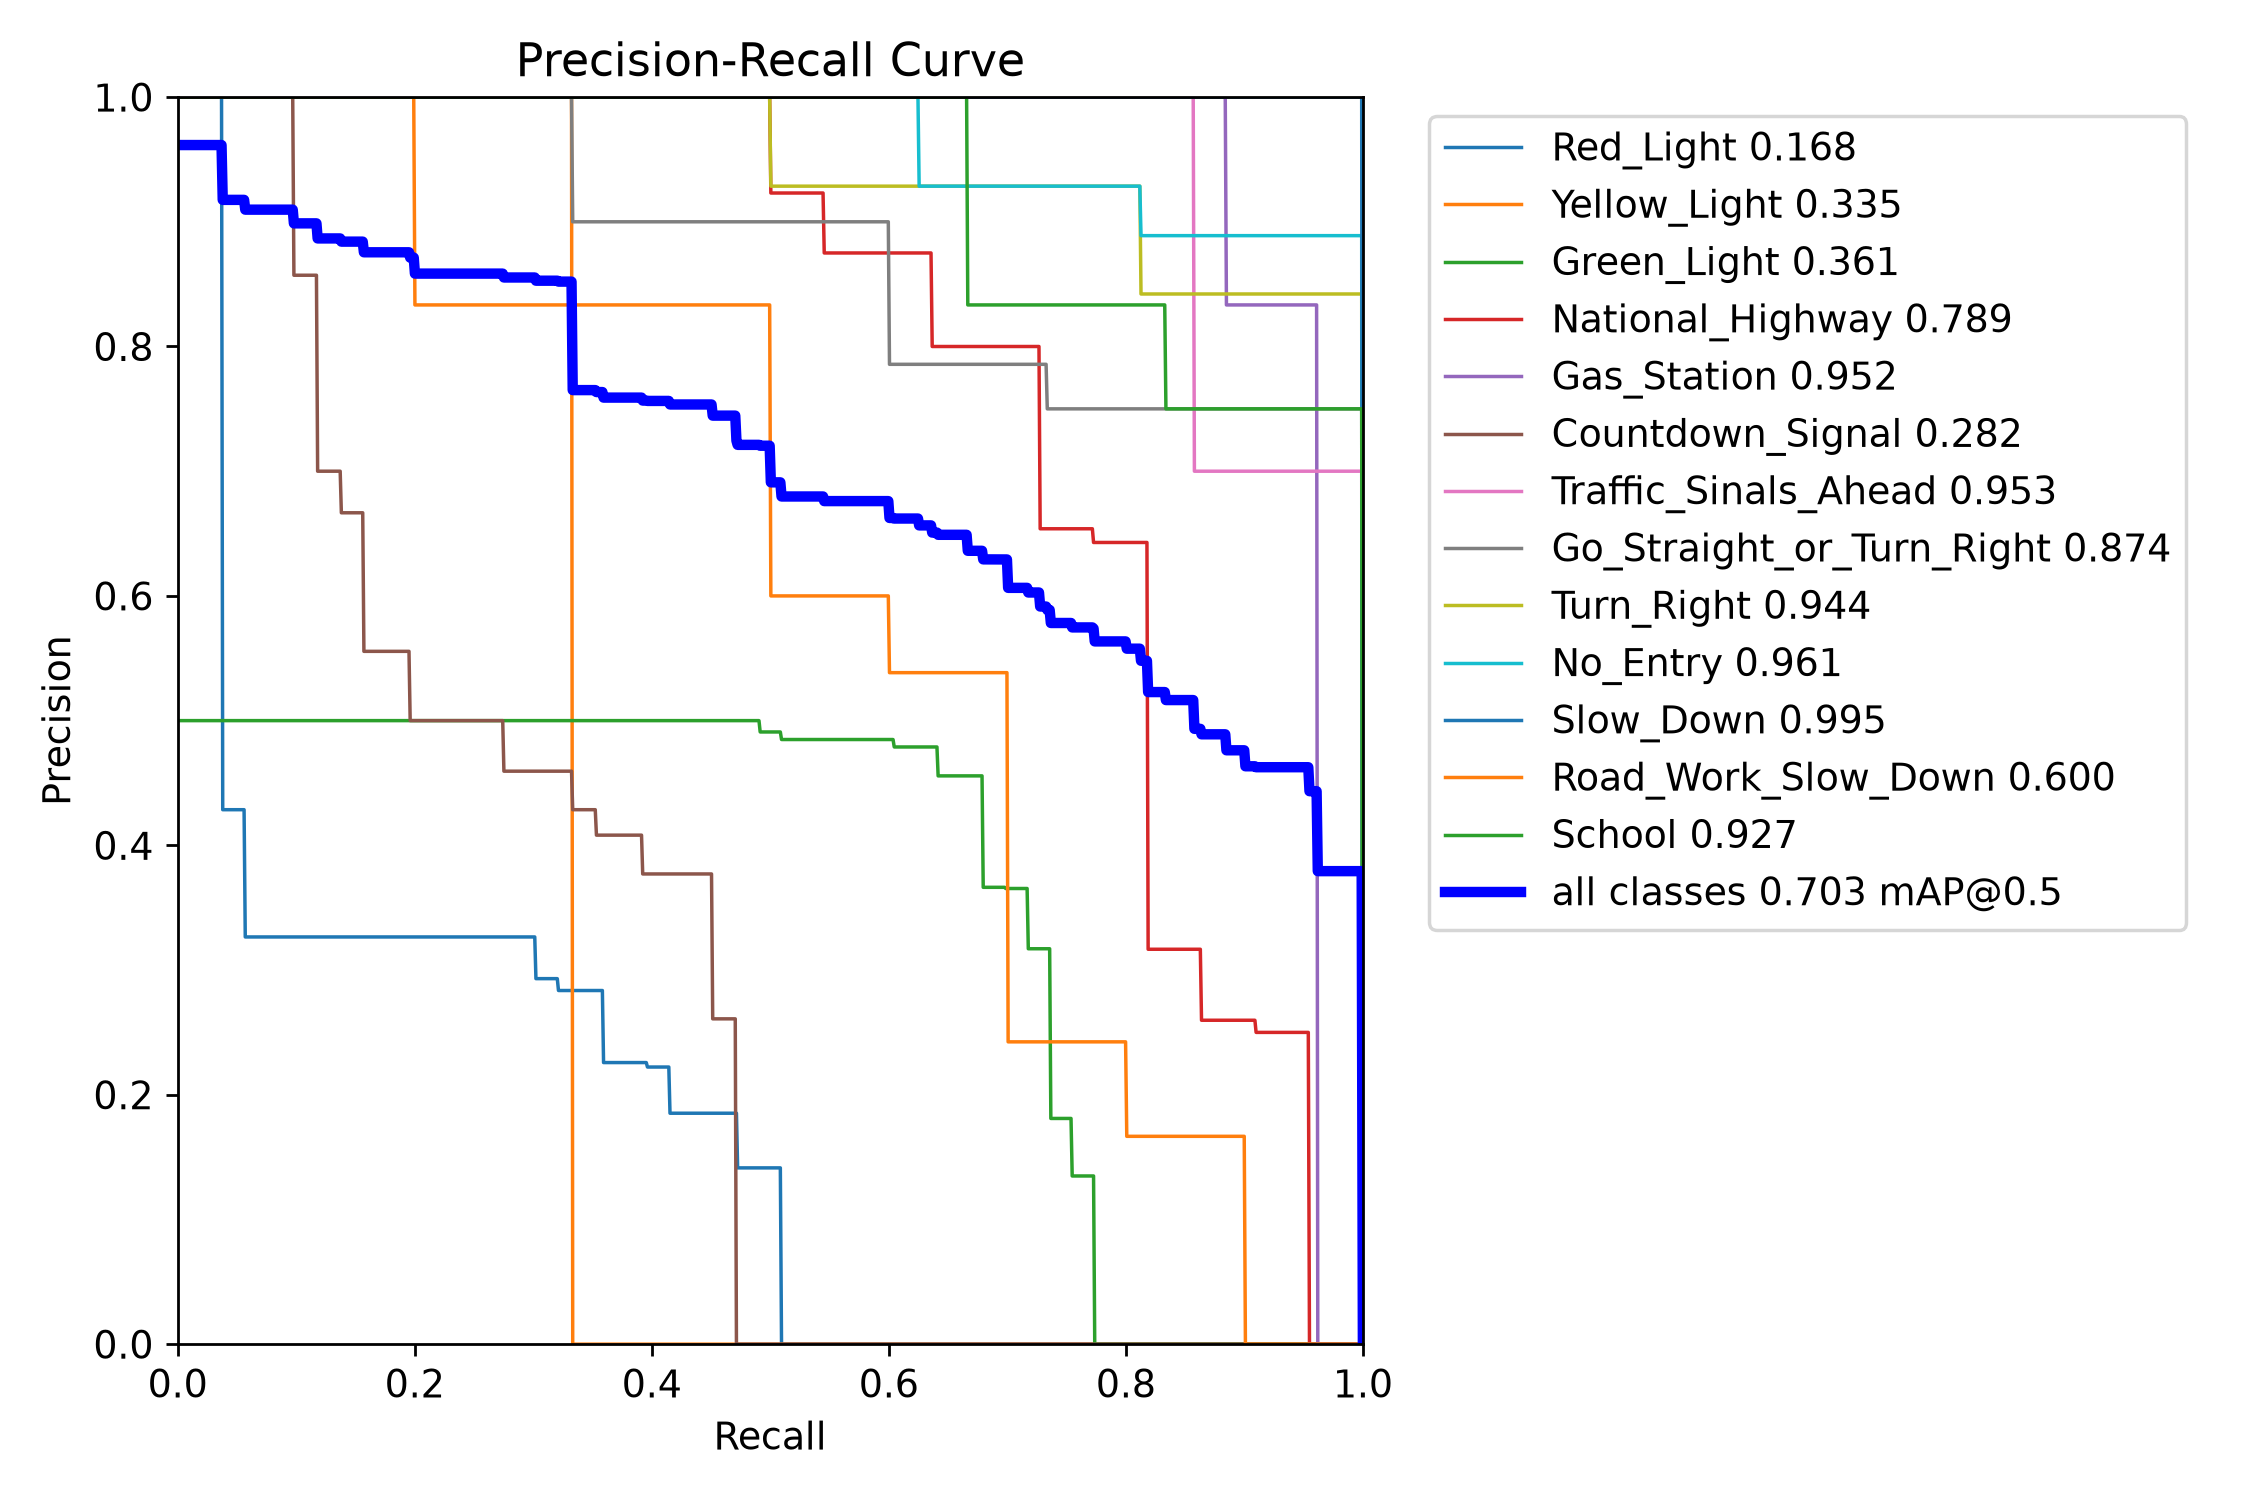 Precision-Recall Curve
1.0
0.8
0.6
0.4
0.2
0.0
Precision
0.0 0.2 0.4 0.6 0.8 1.0
Recall
Red_Light 0.168
Yellow_Light 0.335
Green_Light 0.361
National_Highway 0.789
Gas_Station 0.952
Countdown_Signal 0.282
Traffic_Sinals_Ahead 0.953
Go_Straight_or_Turn_Right 0.874
Turn_Right 0.944
No_Entry 0.961
Slow_Down 0.995
Road_Work_Slow_Down 0.600
School 0.927
all classes 0.703 mAP@0.5